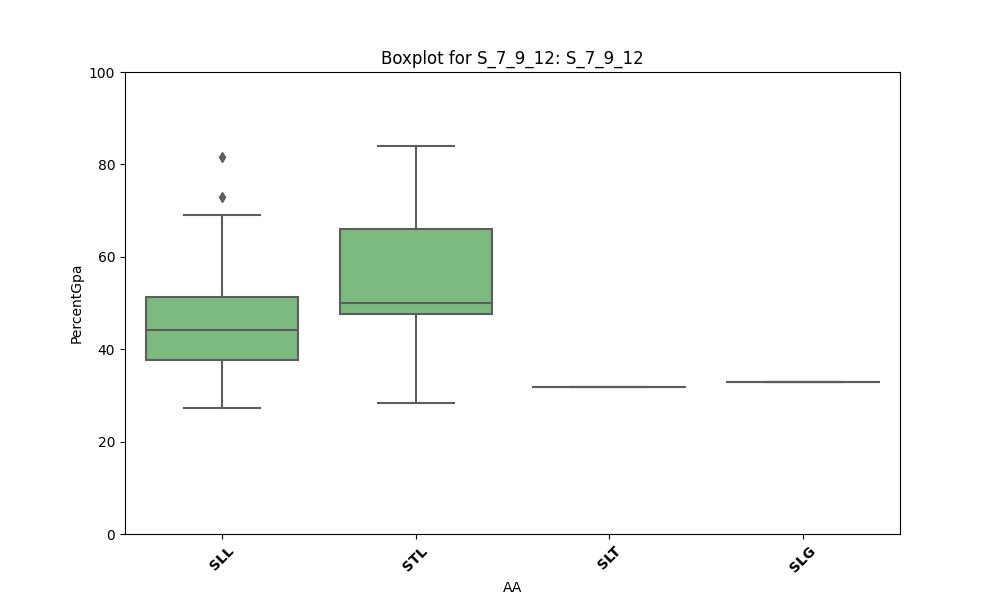 Boxplot for S_7_9_12: S_7_9_12
100
80
60
40
20
0
PercentGpa
SLL
STL
SLT
SLG
AA